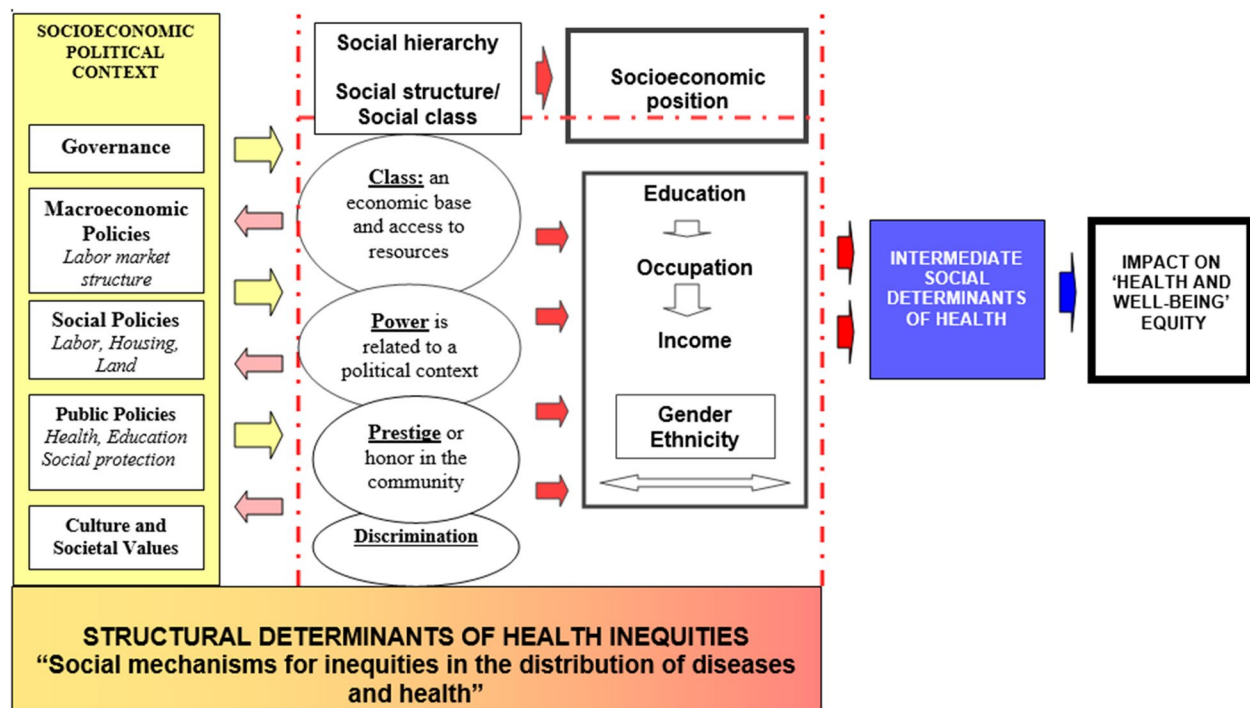 SOCIOECONOMIC
POLITICAL
CONTEXT
Governance
Macroeconomic
Policies
Labor market
structure
Social Policies
Labor, Housing,
Land
Public Policies
Health, Education
Social protection
Culture and
Societal Values
Social hierarchy
Social structure/
Social class
Class: an
economic base
and access to
resources
Power is
related to a
political context
Prestige or
honor in the
community
Discrimination
Socioeconomic
position
Education
Occupation
Income
Gender
Ethnicity
INTERMEDIATE
SOCIAL
DETERMINANTS
OF HEALTH
IMPACT ON
‘HEALTH AND
WELL-BEING’
EQUITY
STRUCTURAL DETERMINANTS OF HEALTH INEQUITIES
“Social mechanisms for inequities in the distribution of diseases
and health”